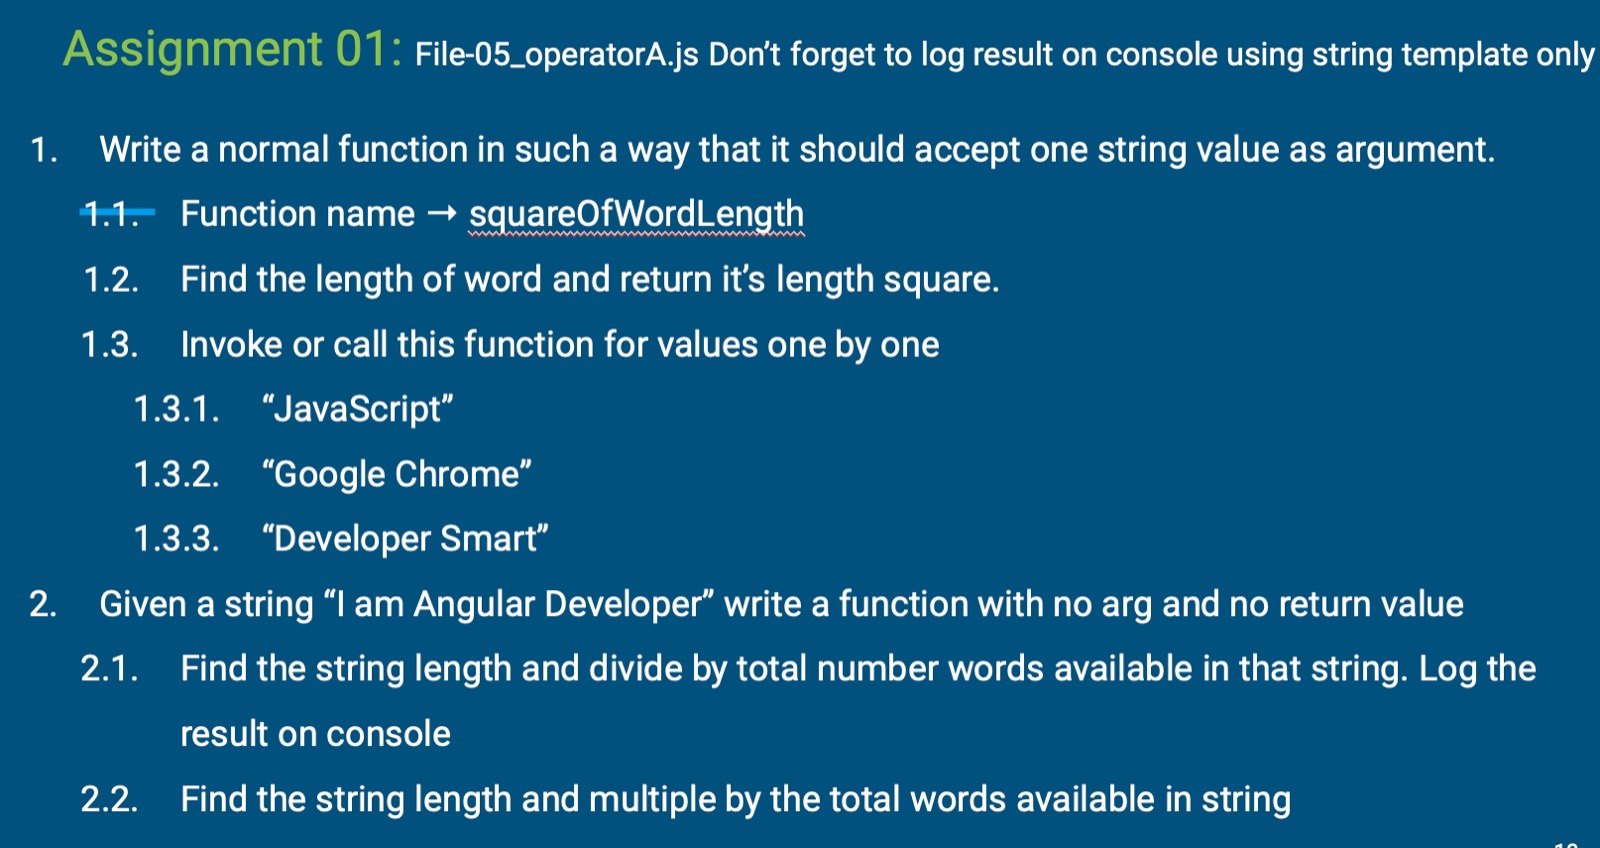 Assignment 01: File-05_operatorA.js Don’t forget to log result on console using string template only
1. Write a normal function in such a way that it should accept one string value as argument.
1.1. Function name → squareOfWordLength
1.2. Find the length of word and return it’s length square.
1.3. Invoke or call this function for values one by one
1.3.1. “JavaScript”
1.3.2. “Google Chrome”
1.3.3. “Developer Smart”
2. Given a string “I am Angular Developer” write a function with no arg and no return value
2.1. Find the string length and divide by total number words available in that string. Log the
result on console
2.2. Find the string length and multiple by the total words available in string